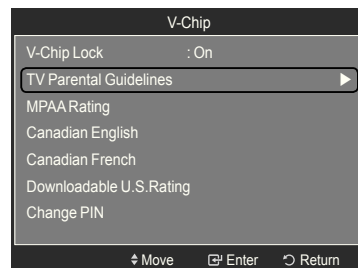 V-Chip
V-Chip Lock : On
TV Parental Guidelines
MPAA Rating
Canadian English
Canadian French
Downloadable U.S.Rating
Change PIN
Move Enter Return